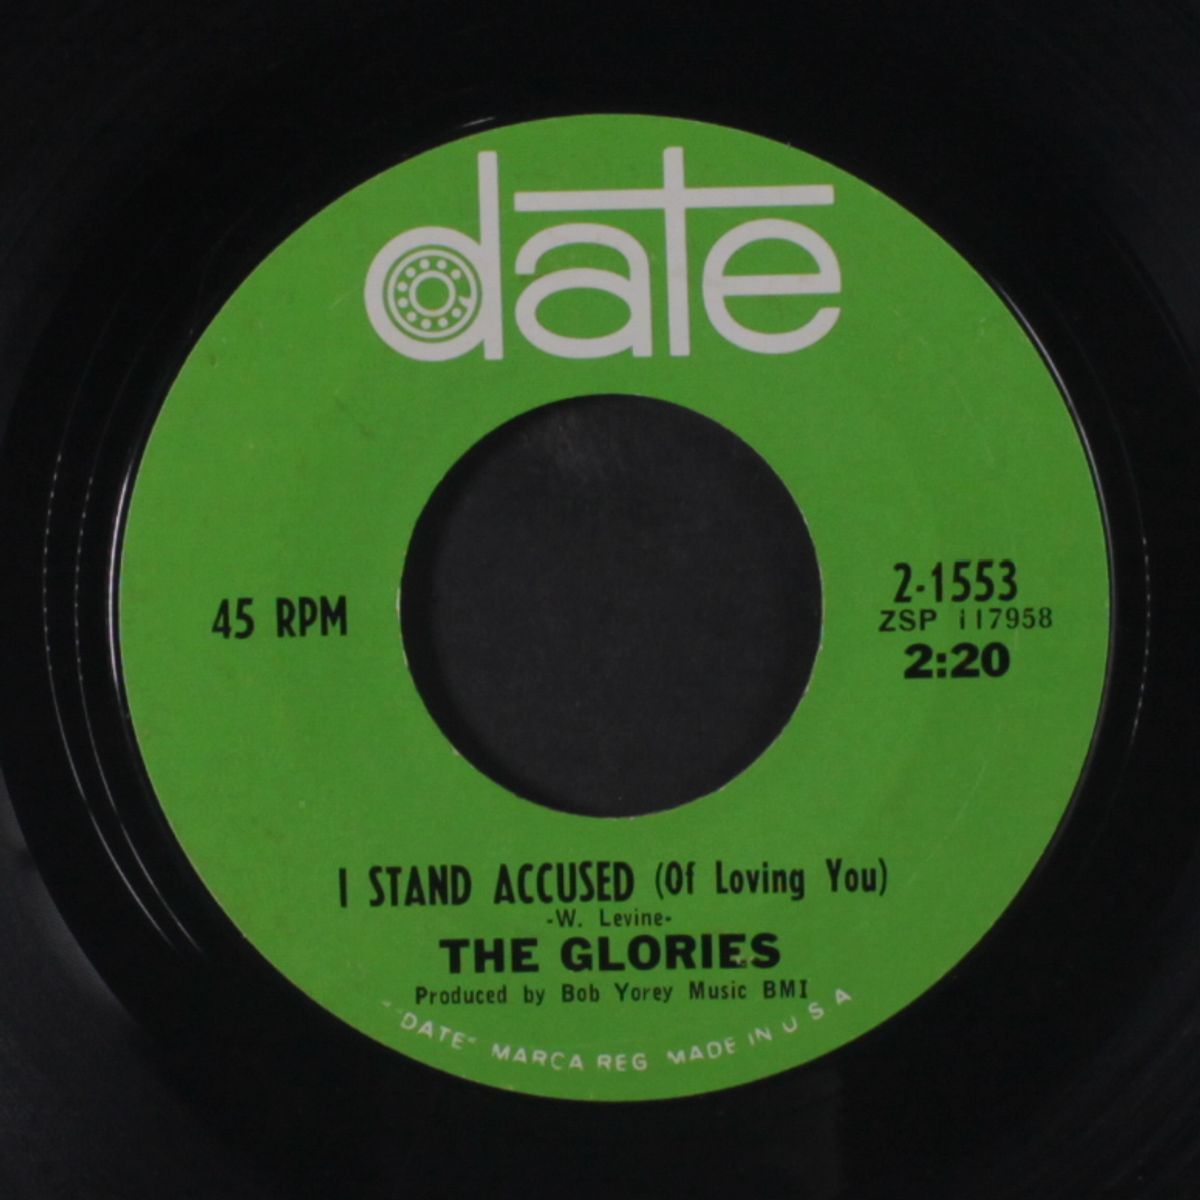 date
45 RPM
2-1553
ZSP 117958
2:20
I STAND ACCUSED (Of Loving You)
-W. Levine-
THE GLORIES
Produced by Bob Yorey Music BMI
"DATE" MARCA REG MADE IN U S A